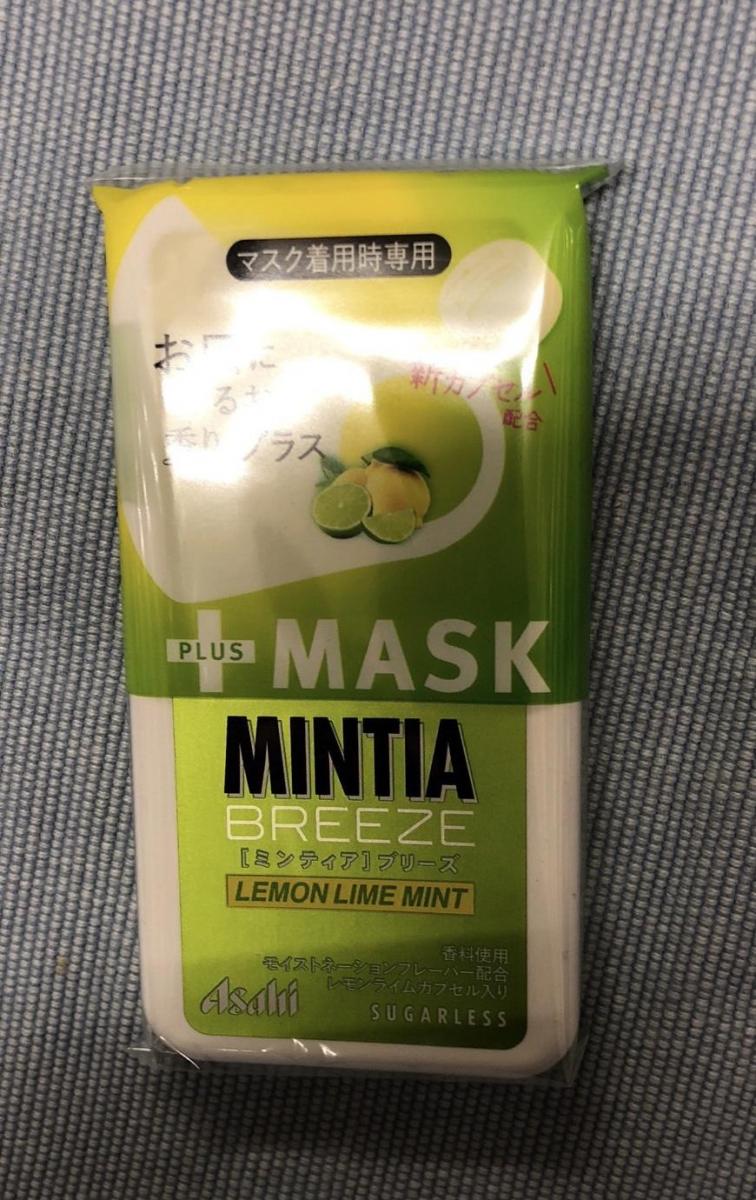 マスク着用時専用
お口に
香りプラス
新カプセル
配合
PLUS MASK
MINTIA
BREEZE
[ミンティア]ブリーズ
LEMON LIME MINT
香料使用
モイストネーションフレーバー配合
レモンライムカプセル入り
Asahi
SUGARLESS